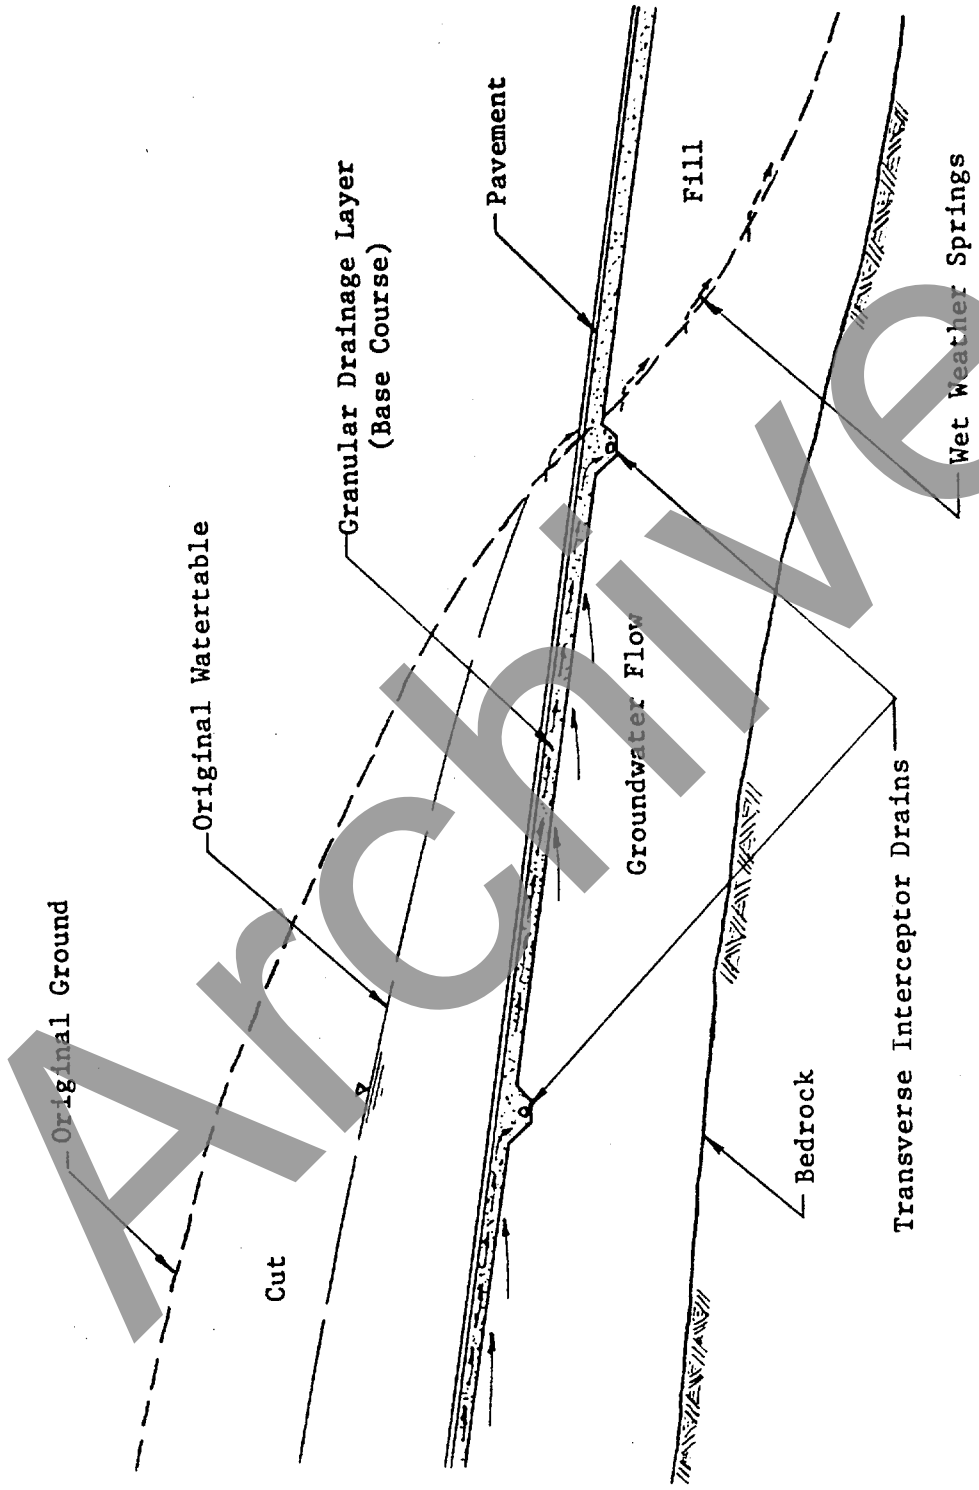 Original Ground
Original Watertable
Granular Drainage Layer
(Base Course)
Pavement
Cut
Groundwater Flow
Fill
Bedrock
Transverse Interceptor Drains
Wet Weather Springs
Archive